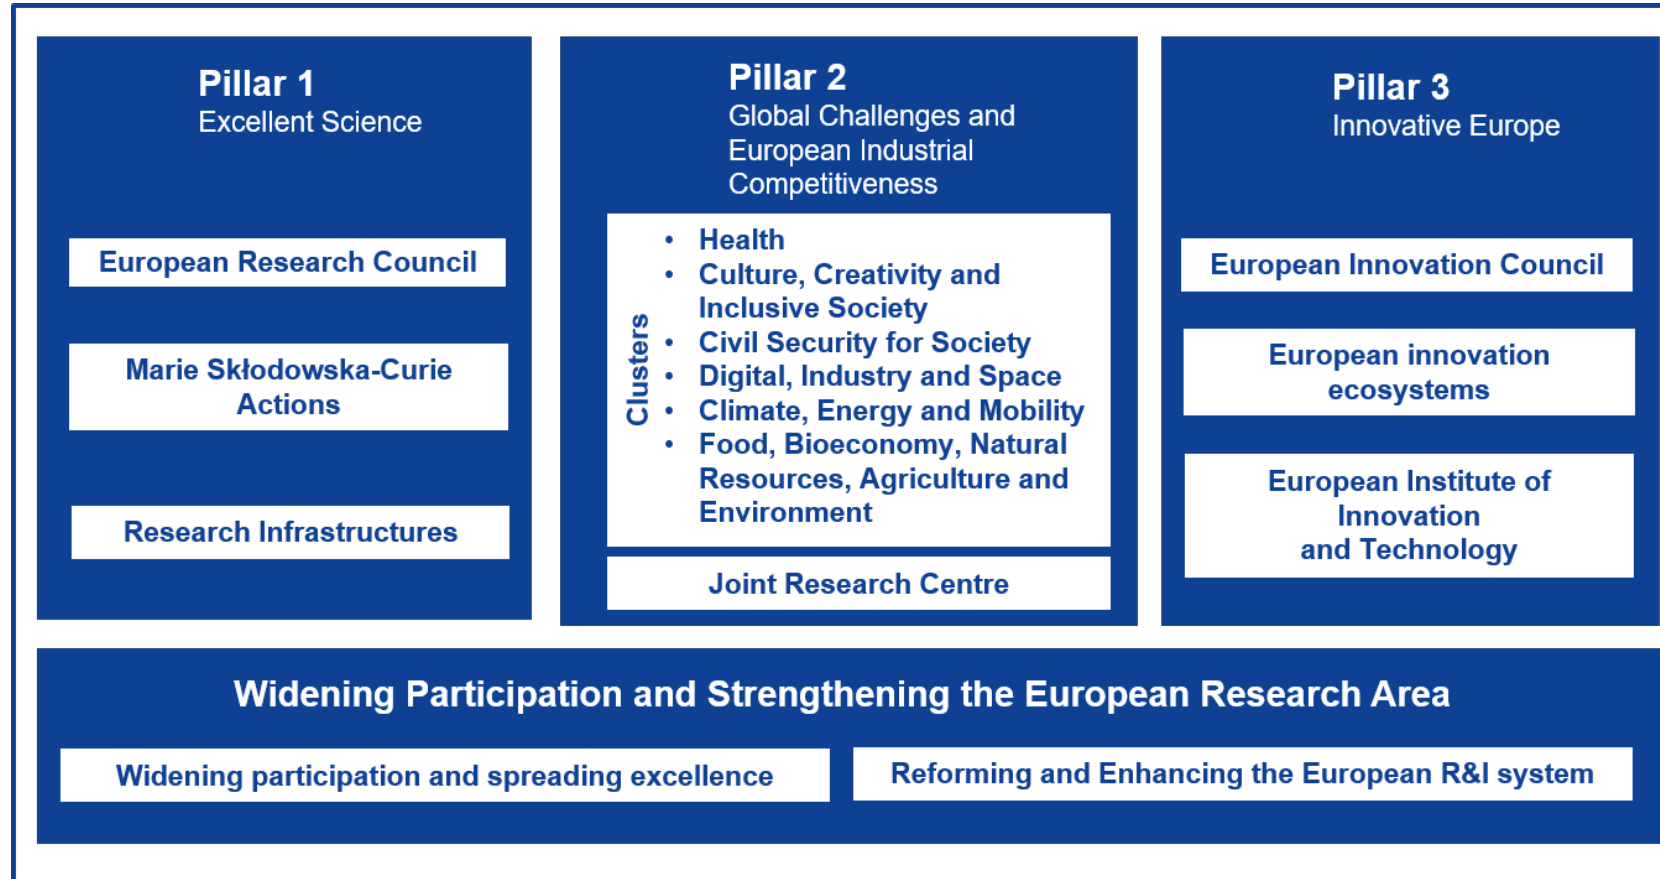 Pillar 1
Excellent Science
European Research Council
Marie Skłodowska-Curie
Actions
Research Infrastructures
Pillar 2
Global Challenges and
European Industrial
Competitiveness
Clusters
• Health
• Culture, Creativity and
Inclusive Society
• Civil Security for Society
• Digital, Industry and Space
• Climate, Energy and Mobility
• Food, Bioeconomy, Natural
Resources, Agriculture and
Environment
Joint Research Centre
Pillar 3
Innovative Europe
European Innovation Council
European innovation
ecosystems
European Institute of
Innovation
and Technology
Widening Participation and Strengthening the European Research Area
Widening participation and spreading excellence
Reforming and Enhancing the European R&I system